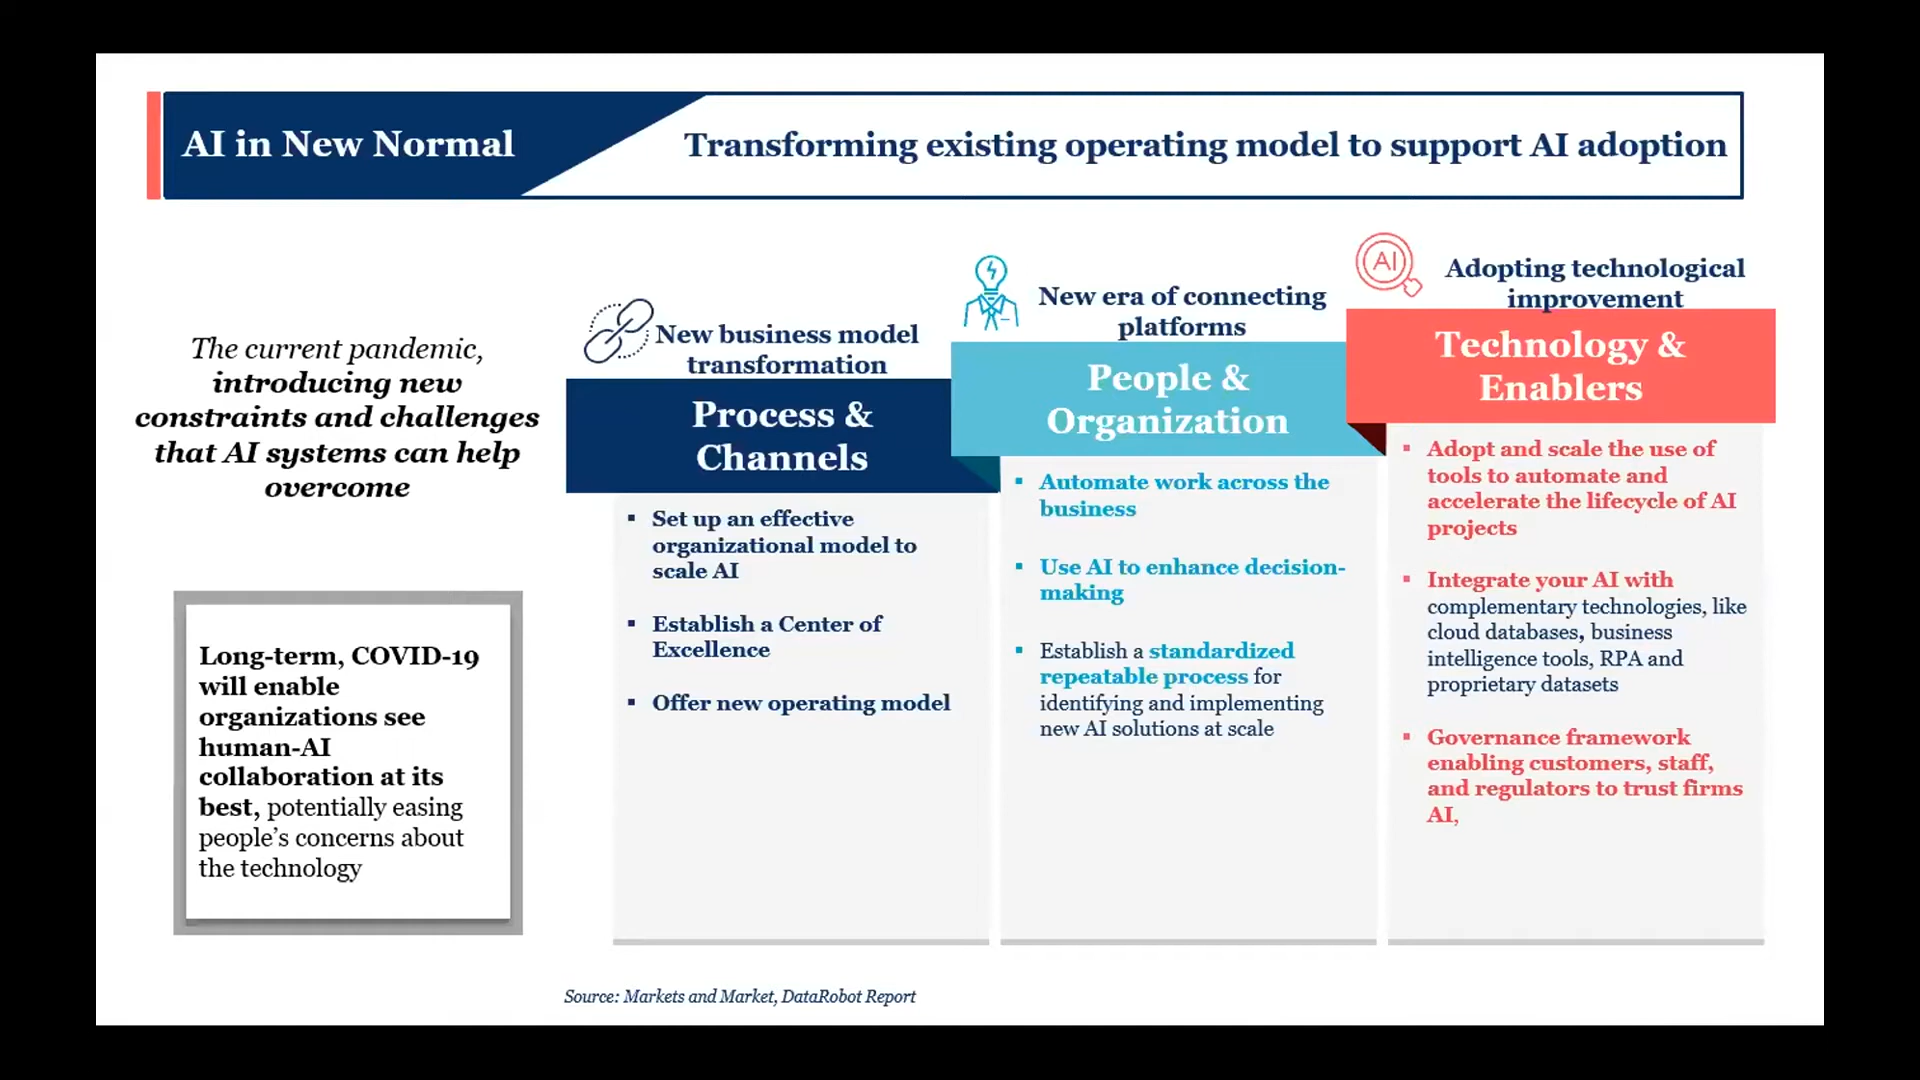 AI in New Normal
Transforming existing operating model to support AI adoption
The current pandemic,
introducing new
constraints and challenges
that AI systems can help
overcome
Long-term, COVID-19
will enable
organizations see
human-AI
collaboration at its
best, potentially easing
people's concerns about
the technology
New business model
transformation
Process &
Channels
▪ Set up an effective
organizational model to
scale AI
▪ Establish a Center of
Excellence
▪ Offer new operating model
New era of connecting
platforms
People &
Organization
▪ Automate work across the
business
▪ Use AI to enhance decision-
making
▪ Establish a standardized
repeatable process for
identifying and implementing
new AI solutions at scale
AI
Adopting technological
improvement
Technology &
Enablers
▪ Adopt and scale the use of
tools to automate and
accelerate the lifecycle of AI
projects
▪ Integrate your AI with
complementary technologies, like
cloud databases, business
intelligence tools, RPA and
proprietary datasets
▪ Governance framework
enabling customers, staff,
and regulators to trust firms
AI,
Source: Markets and Market, DataRobot Report